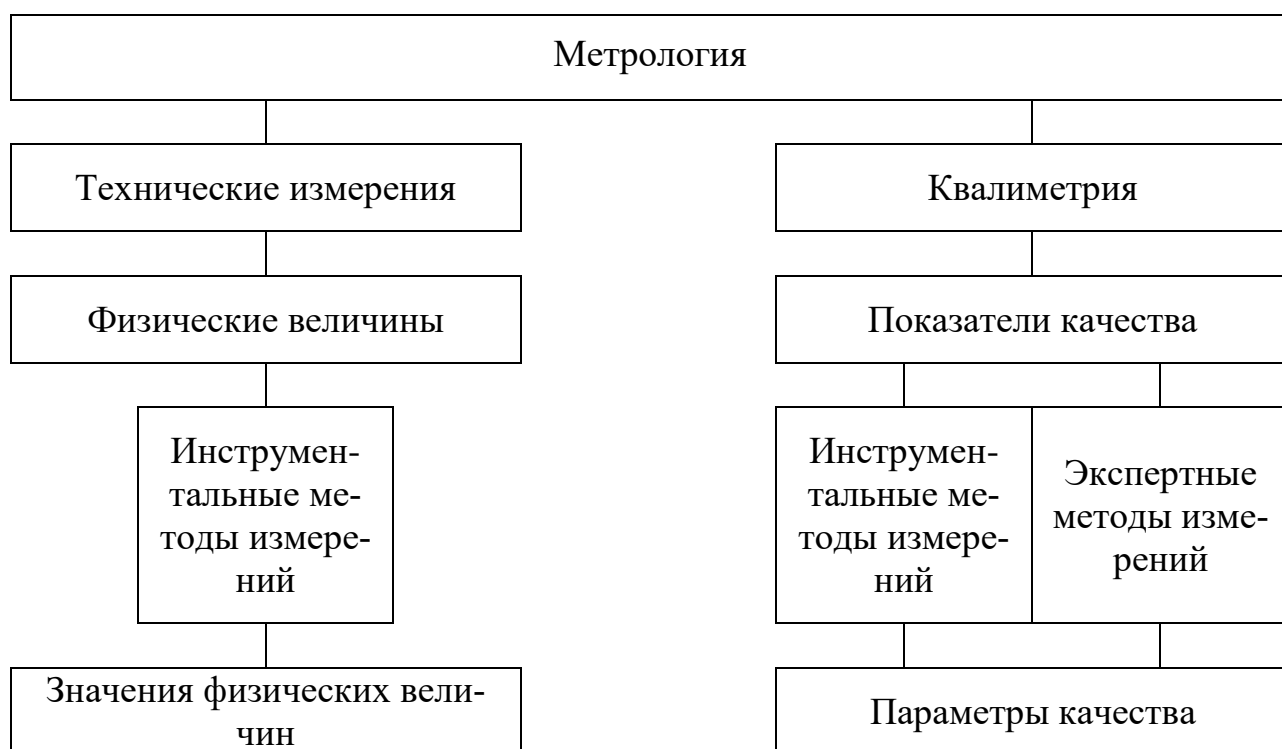 Метрология
Технические измерения
Квалиметрия
Физические величины
Показатели качества
Инструмен-
тальные ме-
тоды измере-
ний
Инструмен-
тальные ме-
тоды измере-
ний
Экспертные
методы изме-
рений
Значения физических вели-
чин
Параметры качества